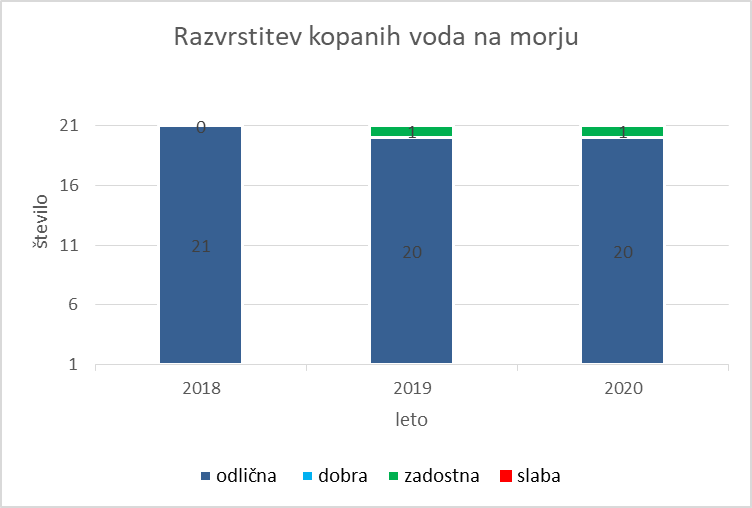 Razvrstitev kopanih voda na morju
število
21
16
11
6
1
0
1
1
21
20
20
2018
2019
2020
leto
odlična
dobra
zadostna
slaba